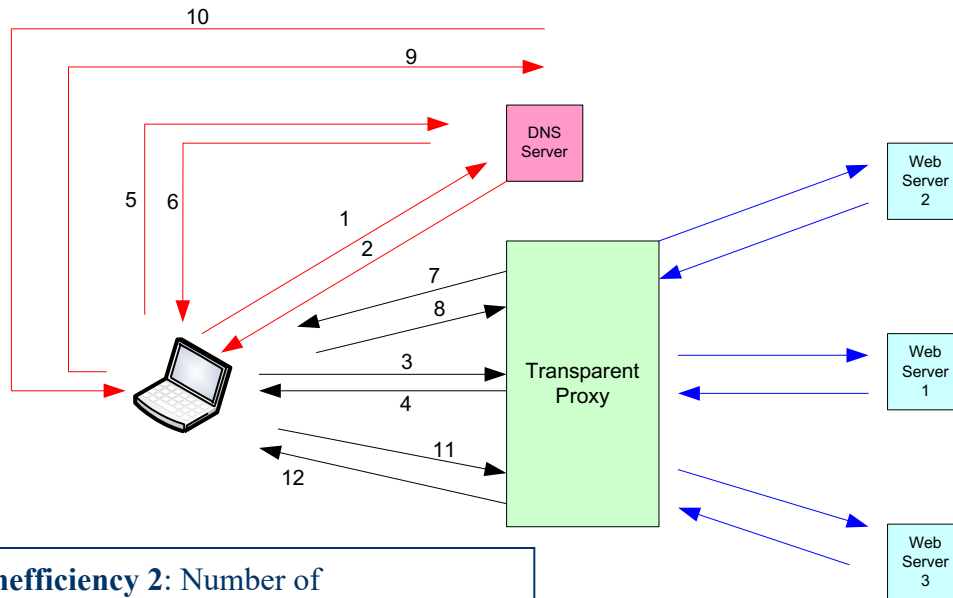 10
9
DNS
Server
Web
Server
2
5
6
1
2
7
8
3
Transparent
Proxy
4
Web
Server
1
11
12
Web
Server
3
nefficiency 2: Number of